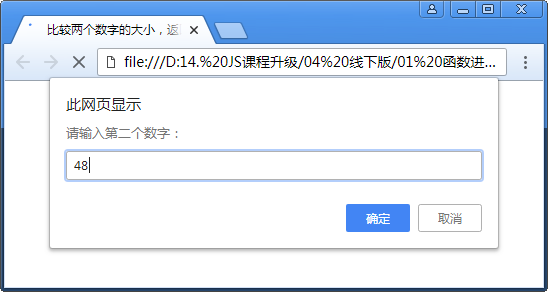 比较两个数字的大小，返
file:///D:14.%20JS课程升级/04%20线下版/01%20函数进...
此网页显示
请输入第二个数字：
48
确定 取消